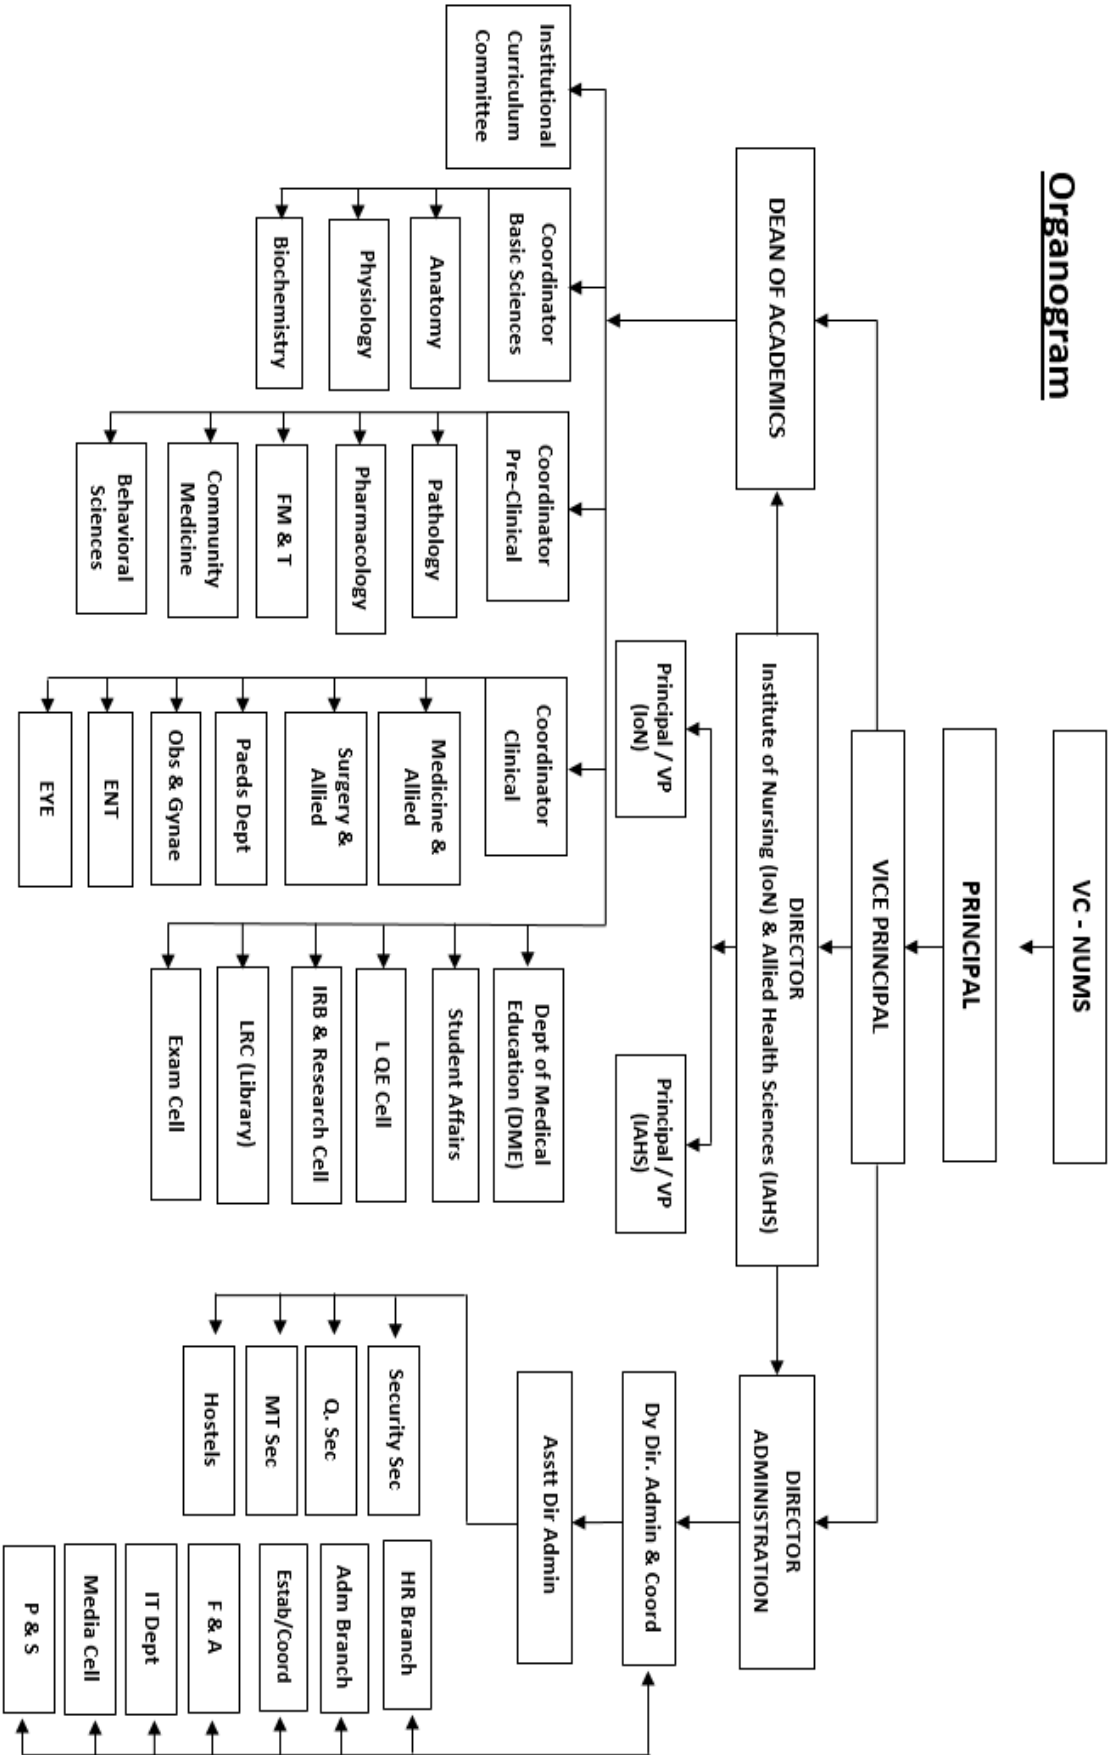 Organogram
VC - NUMS
PRINCIPAL
VICE PRINCIPAL
DIRECTOR
Institute of Nursing (IoN) & Allied Health Sciences (IAHS)
DEAN OF ACADEMICS
DIRECTOR
ADMINISTRATION
Principal / VP
(IoN)
Principal / VP
(IAHS)
Dy Dir. Admin & Coord
Asstt Dir Admin
Institutional
Curriculum
Committee
Coordinator
Basic Sciences
Anatomy
Physiology
Biochemistry
Coordinator
Pre-Clinical
Pathology
Pharmacology
FM & T
Community
Medicine
Behavioral
Sciences
Coordinator
Clinical
Medicine &
Allied
Surgery &
Allied
Paeds Dept
Obs & Gynae
ENT
EYE
Dept of Medical
Education (DME)
Student Affairs
I QE Cell
IRB & Research Cell
LRC (Library)
Exam Cell
Security Sec
Q. Sec
MT Sec
Hostels
HR Branch
Adm Branch
Estab/Coord
F & A
IT Dept
Media Cell
P & S